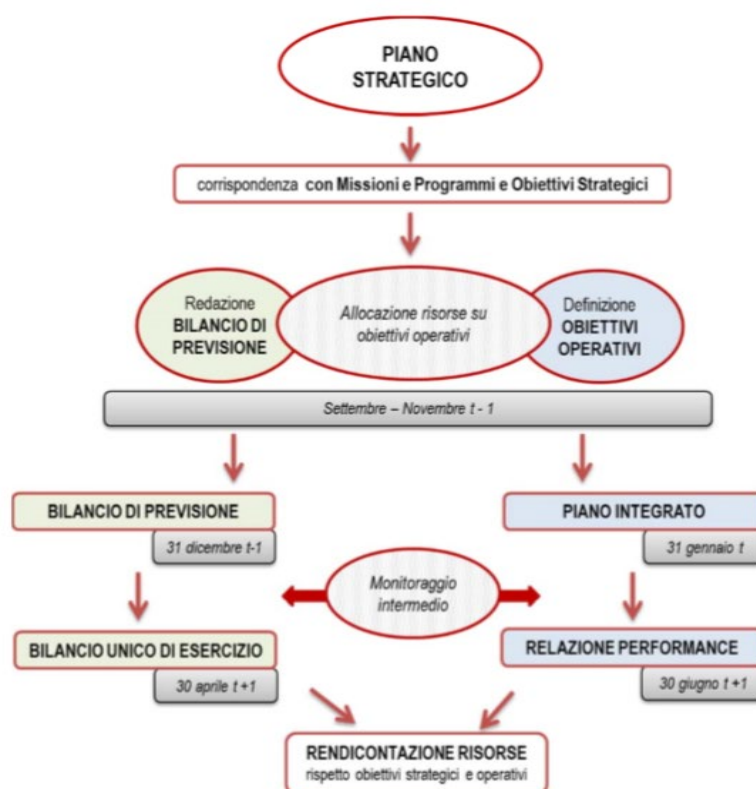 PIANO
STRATEGICO
corrispondenza con Missioni e Programmi e Obiettivi Strategici
Redazione
BILANCIO DI
PREVISIONE
Allocazione risorse su
obiettivi operativi
Definizione
OBIETTIVI
OPERATIVI
Settembre – Novembre t - 1
BILANCIO DI PREVISIONE
31 dicembre t-1
PIANO INTEGRATO
31 gennaio t
Monitoraggio
intermedio
BILANCIO UNICO DI ESERCIZIO
30 aprile t +1
RELAZIONE PERFORMANCE
30 giugno t +1
RENDICONTAZIONE RISORSE
rispetto obiettivi strategici e operativi